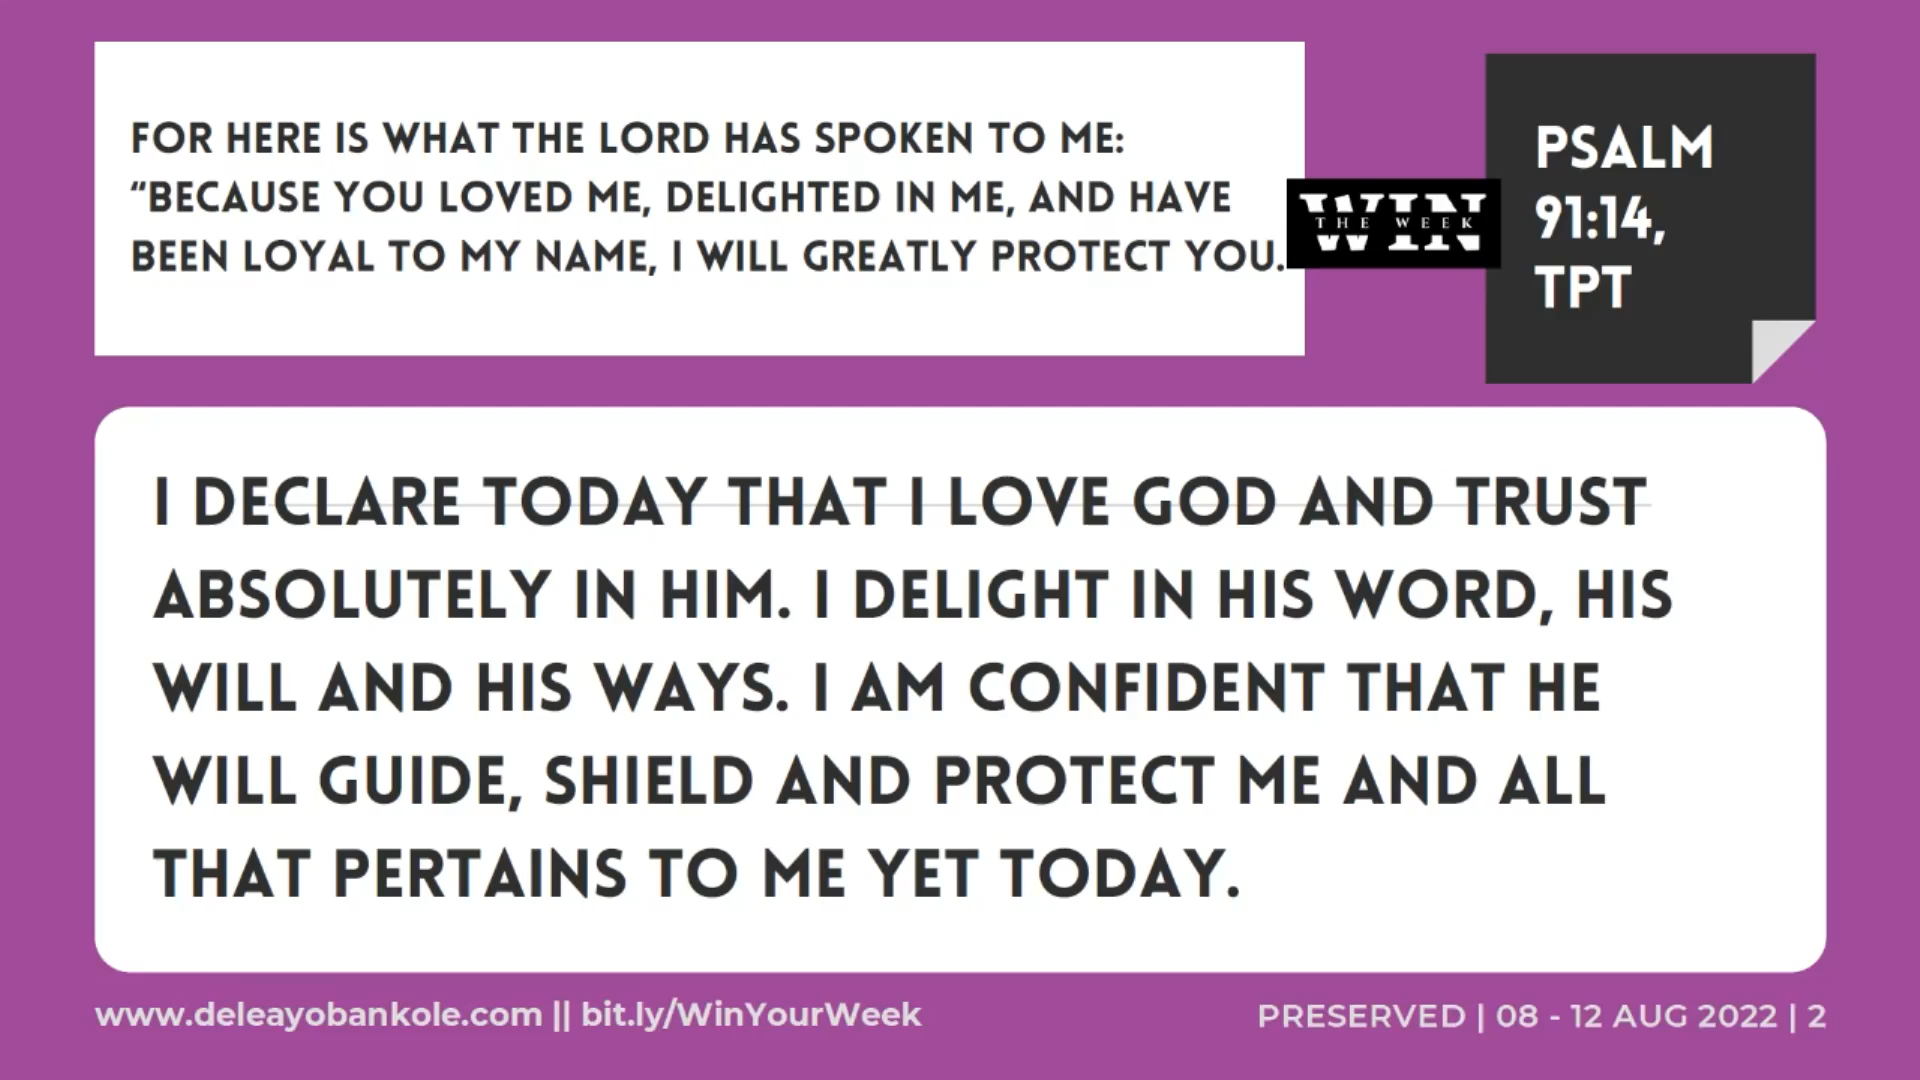 FOR HERE IS WHAT THE LORD HAS SPOKEN TO ME:
“BECAUSE YOU LOVED ME, DELIGHTED IN ME, AND HAVE
BEEN LOYAL TO MY NAME, I WILL GREATLY PROTECT YOU.
WIN
THE WEEK
PSALM
91:14,
TPT
I DECLARE TODAY THAT I LOVE GOD AND TRUST
ABSOLUTELY IN HIM. I DELIGHT IN HIS WORD, HIS
WILL AND HIS WAYS. I AM CONFIDENT THAT HE
WILL GUIDE, SHIELD AND PROTECT ME AND ALL
THAT PERTAINS TO ME YET TODAY.
www.deleayobankole.com || bit.ly/WinYourWeek
PRESERVED | 08 - 12 AUG 2022 | 2